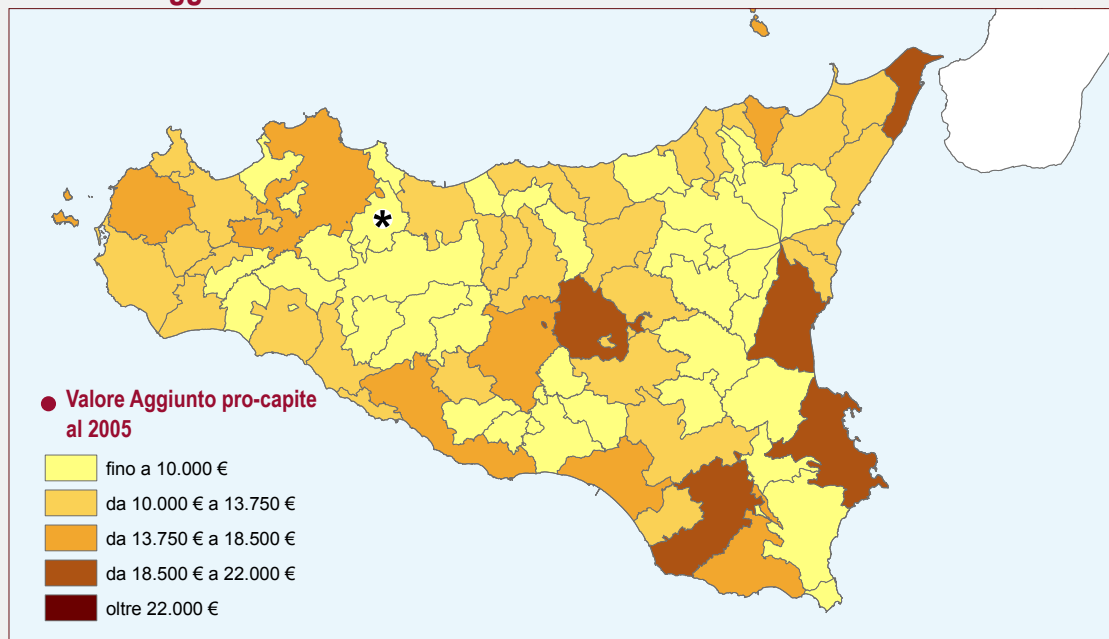 ● Valore Aggiunto pro-capite
al 2005
fino a 10.000 €
da 10.000 € a 13.750 €
da 13.750 € a 18.500 €
da 18.500 € a 22.000 €
oltre 22.000 €
*